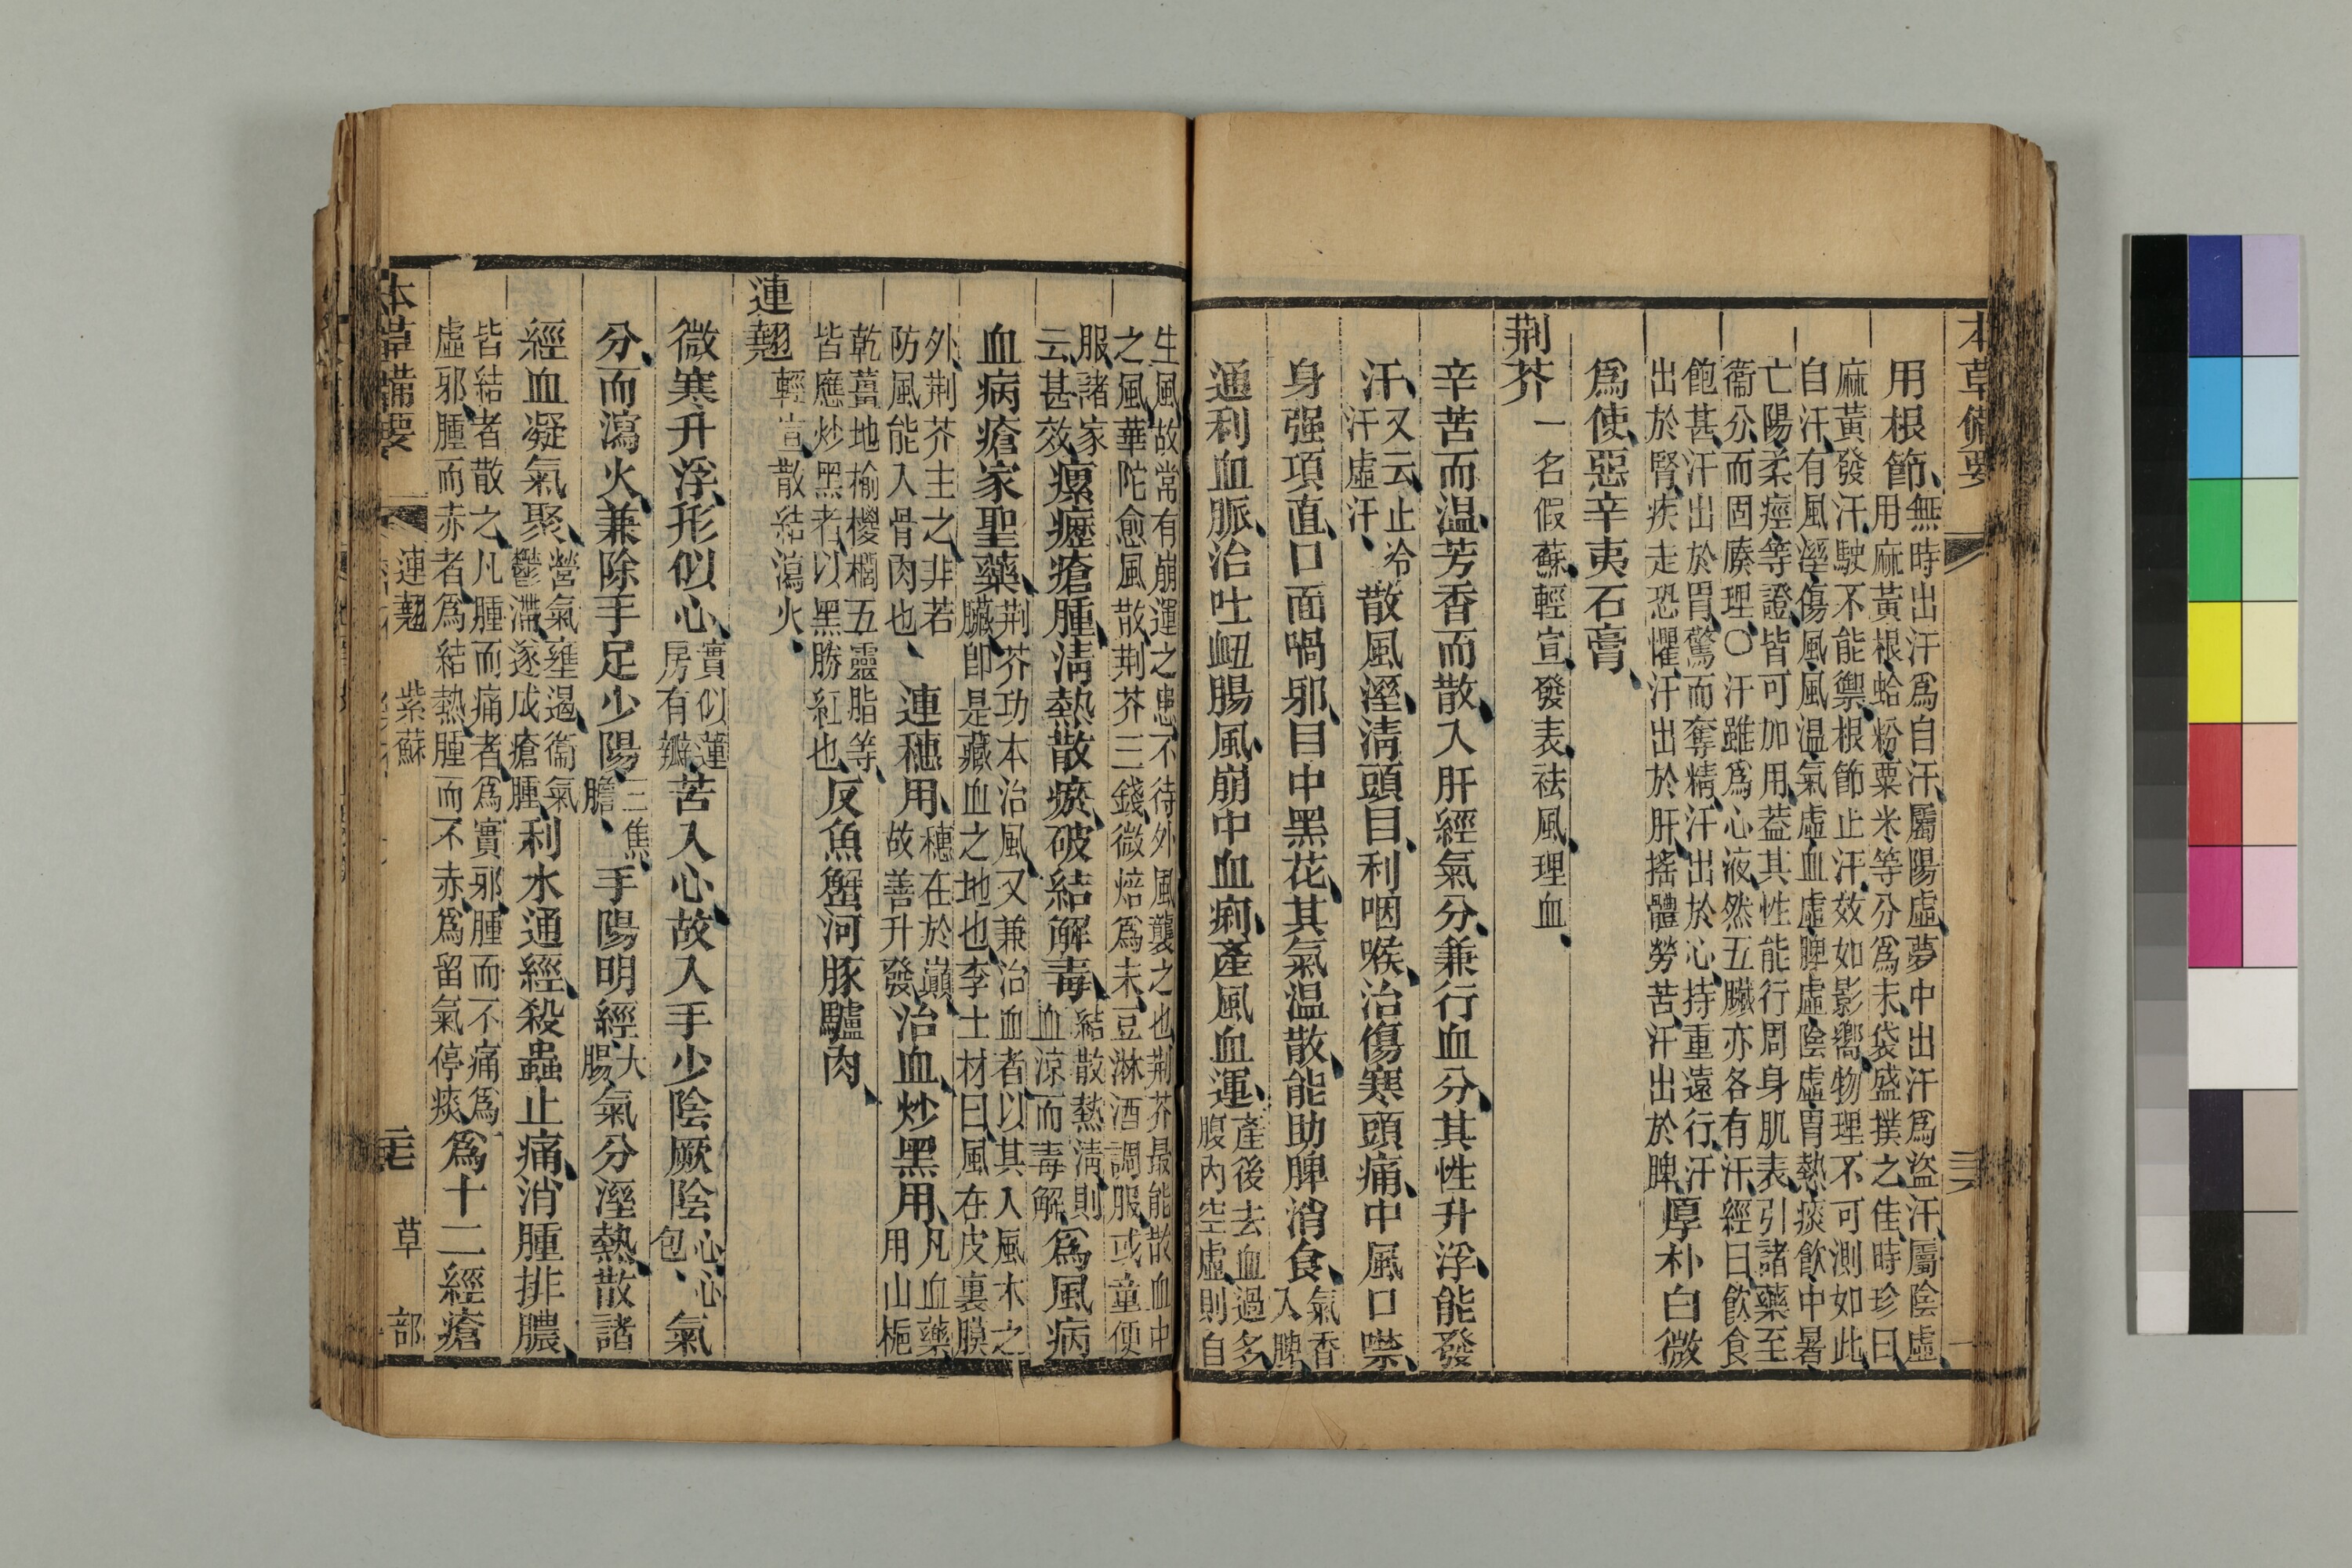 本草備要
用根節、無時出汗爲自汗、屬陽虛、夢中出汗爲盜汗、屬陰虛、用麻黃根蛤粉粟米等分爲末、袋盛撲之佳、時珍曰、
麻黃發汗、駛不能禦、根節止汗、效如影嚮、物理不可測如此、自汗、有風溼傷風風温氣虛血虛脾虛陰虛胃熱痰飲中暑、
亡陽、柔痙等證、皆可加用、葢其性能行周身肌表、引諸藥至衞分、而固腠理、○汗雖爲心液、然五臟亦各有汗、經曰、飲食
飽甚、汗出於胃、驚而奪精、汗出於心、持重遠行、汗出於腎、疾走恐懼、汗出於肝、搖體勞苦、汗出於脾、厚朴白微
爲使、惡辛夷石膏、
荆芥一名假蘇、輕宣、發表、祛風、理血、
辛苦而温、芳香而散、入肝經氣分、兼行血分、其性升浮、能發
汗、又云止冷汗虛汗、散風溼、淸頭目、利咽喉、治傷寒頭痛、中風口噤、
身强項直、口面喎邪、目中黑花、其氣温散、能助脾消食、氣香入脾、
通利血脈、治吐衄腸風、崩中血痢、產風血運、產後去血過多、腹內空虛、則自
生風、故常有崩運之患、不待外風襲之也、荆芥最能散血中之風、華陀愈風散、荆芥三錢、微焙爲末、豆淋酒調服、或童便
服、諸家云甚效、瘰癧瘡腫、淸熱散瘀、破結解毒、結散熱淸、則血涼而毒解、爲風病
血病瘡家聖藥、荆芥功本治風、又兼治血者、以其入風木之臟、卽是藏血之地也、李士材曰、風在皮裏膜
外、荆芥主之、非若防風能入骨肉也、連穗用、穗在於巔、故善升發、治血、炒黑用、凡血藥、用山梔
乾薑地榆椶櫚五靈脂等、皆應炒黑者、以黑勝紅也、反魚蟹河豚驢肉、
連翹輕宣、散結瀉火、
微寒升浮、形似心、實似蓮房有瓣、苦入心、故入手少陰厥陰心、心包、氣
分、而瀉火、兼除手足少陽三焦、膽、手陽明經大腸氣分溼熱、散諸
經血凝氣聚、營氣壅遏、衞氣鬱滯、遂成瘡腫、利水通經、殺蟲止痛、消腫排膿、
皆結者散之、凡腫而痛者、爲實邪、腫而不痛爲虛邪、腫而赤者、爲結熱、腫而不赤、爲留氣停痰、爲十二經瘡
本草備要 連翹 紫蘇 草部